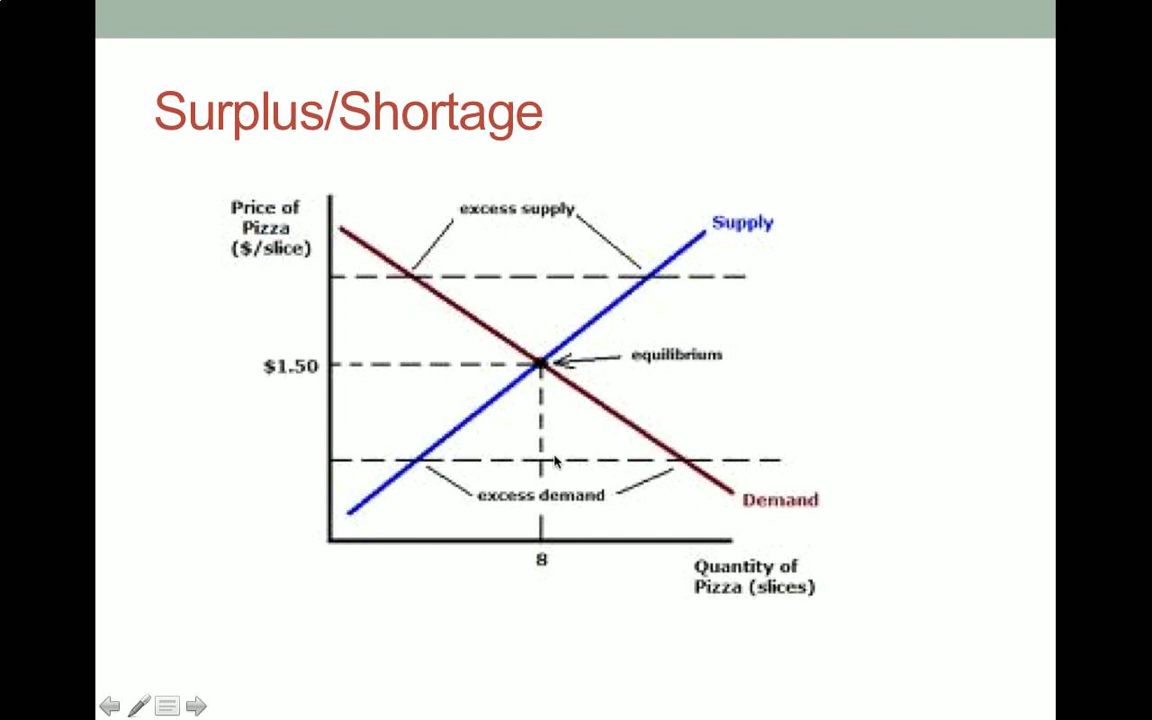 Surplus/Shortage
Price of
Pizza
($/slice)
excess supply
Supply
$1.50
equilibrium
excess demand
Demand
8
Quantity of
Pizza (slices)